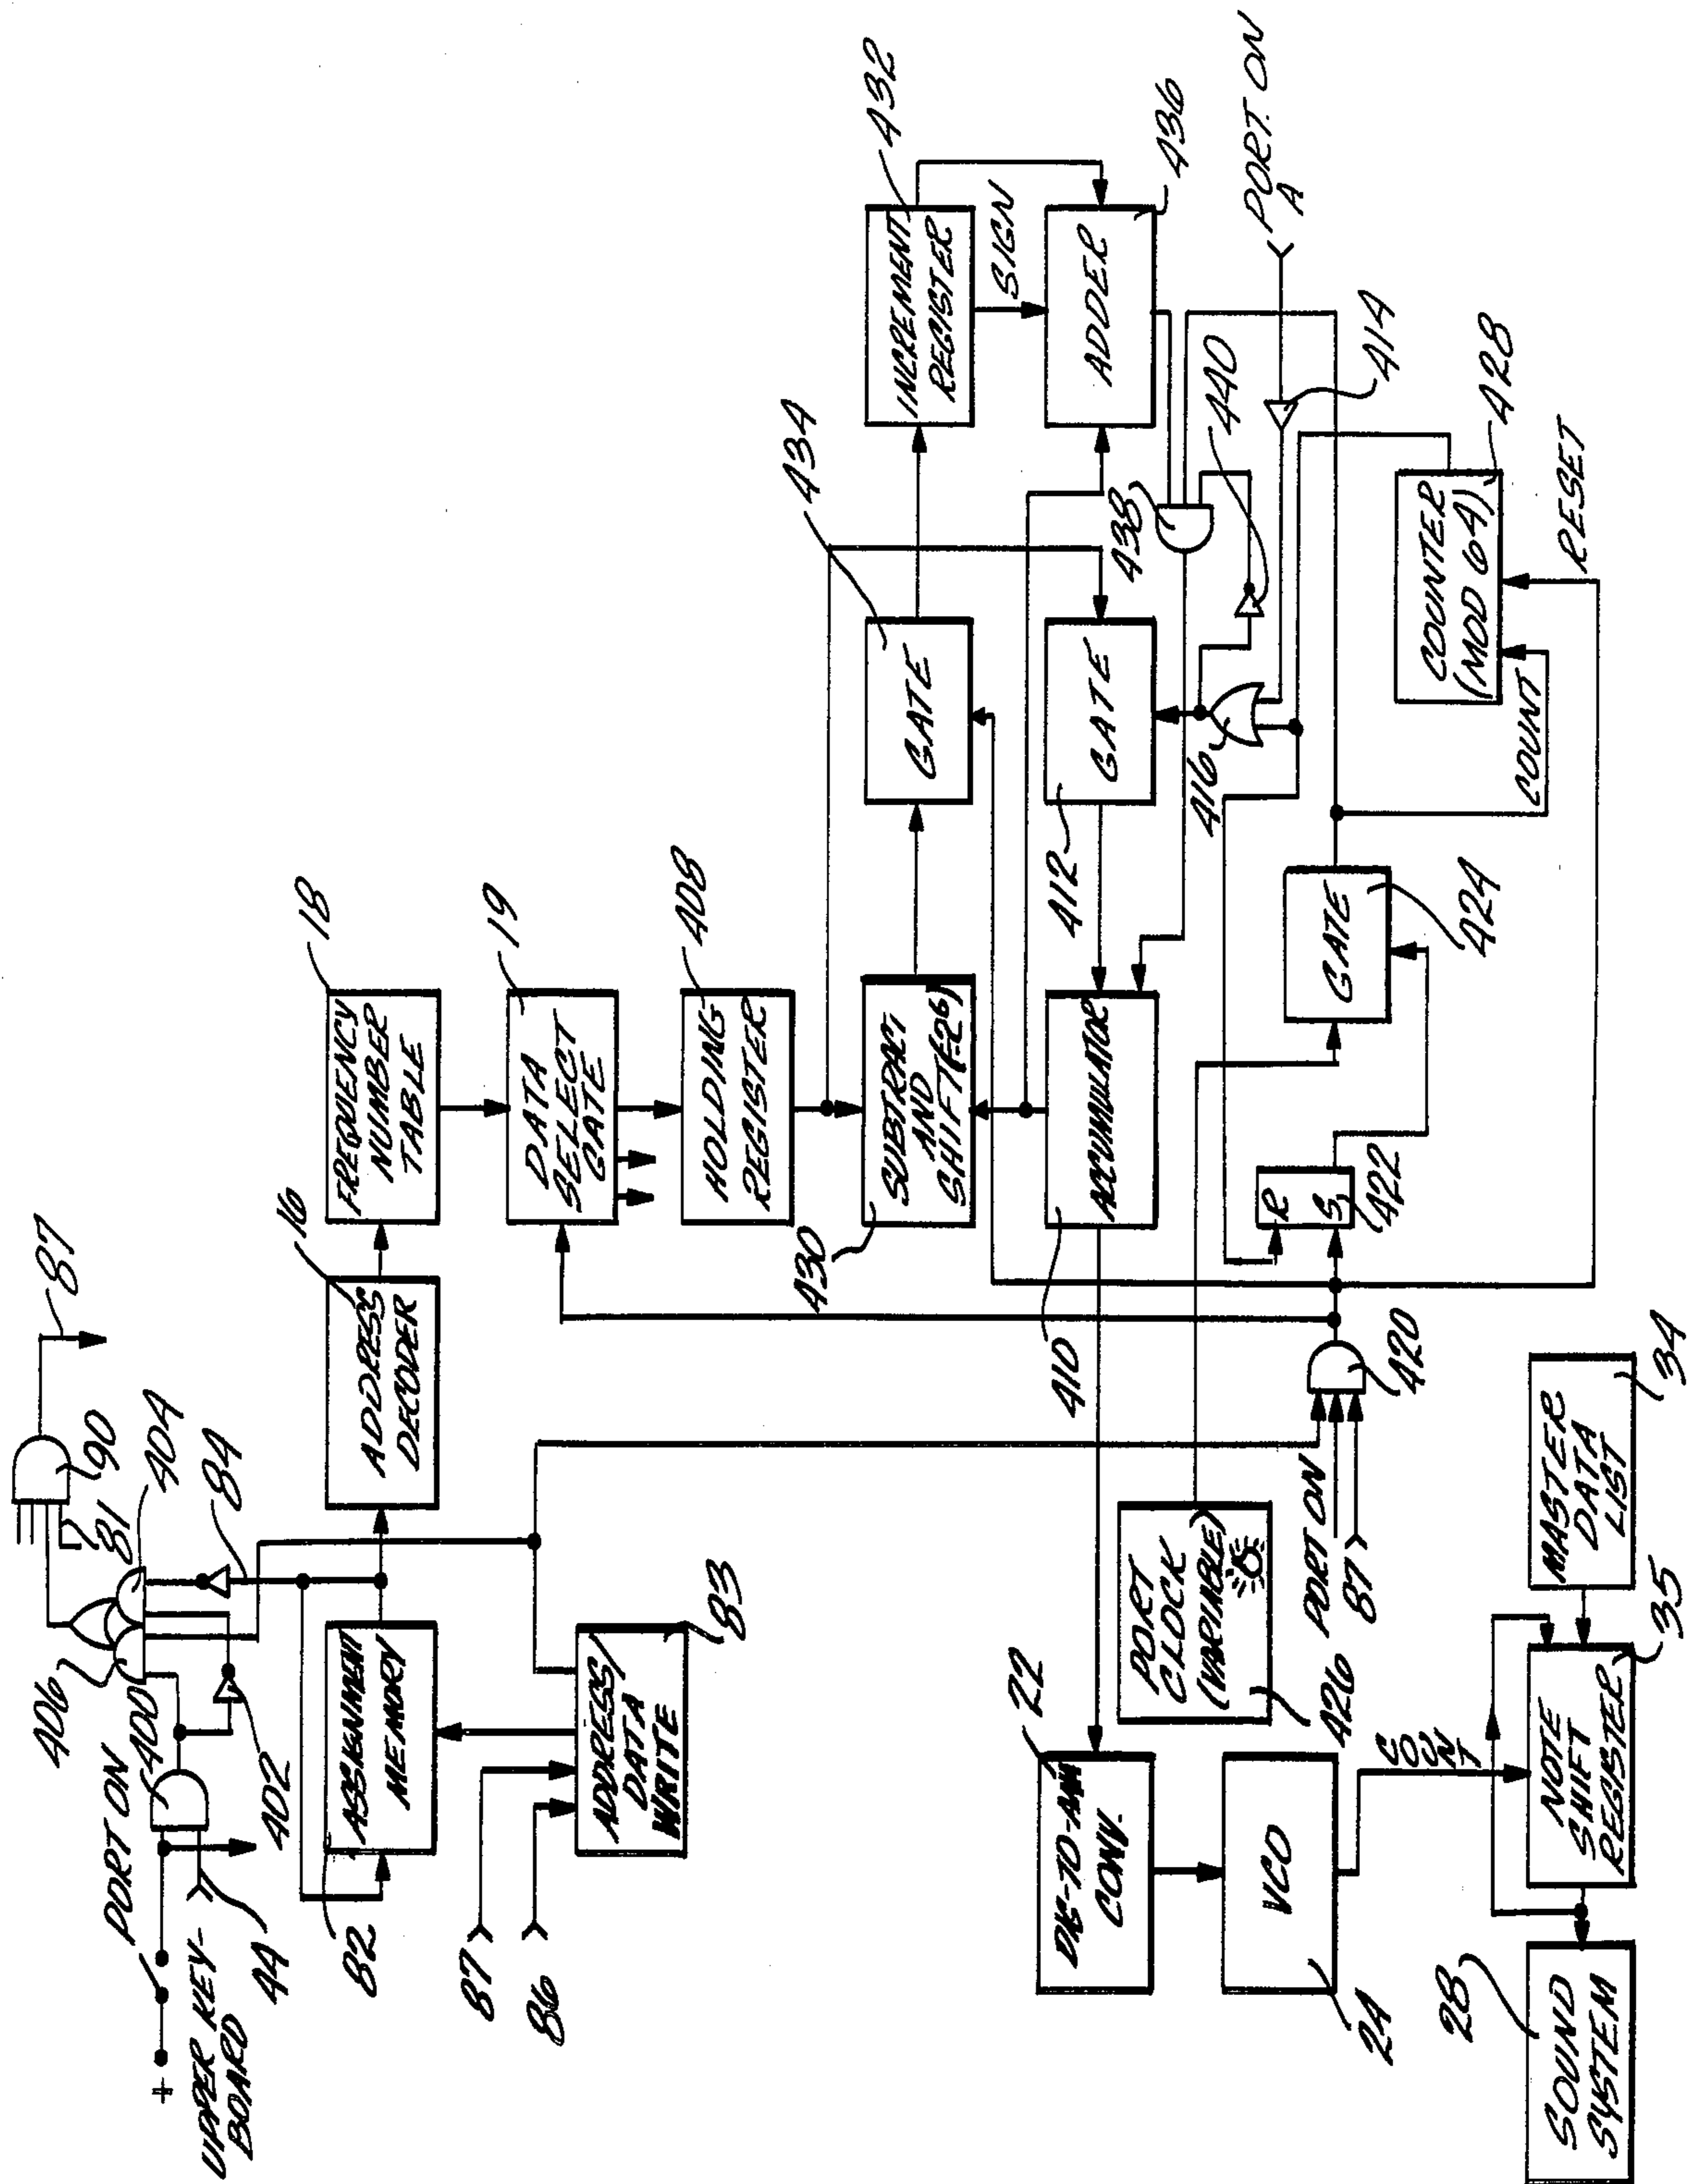 PORT ON
+
UPPER KEY-
BOARD
44
400
402
406
404
90
81
87
84
82
ASSIGNMENT
MEMORY
87
86
ADDRESS/
DATA
WRITE
83
ADDRESS
DECODER
16
FREQUENCY
NUMBER
TABLE
18
DATA
SELECT
GATE
19
HOLDING
REGISTER
408
SUBTRACT
AND
SHIFT(-26)
430
GATE
434
INCREMENT
REGISTER
432
SIGN
ACCUMULATOR
410
GATE
412
ADDER
436
438
440
416
414
PORT. ON
A
DIG-TO-AN
CONV.
22
VCO
24
PORT
CLOCK
(VARIABLE)
426
PORT ON
87
420
R
S
422
GATE
424
COUNT
COUNTER
(MOD 64)
428
RESET
COUNT
SOUND
SYSTEM
28
NOTE
SHIFT
REGISTER
35
MASTER
DATA
LIST
34